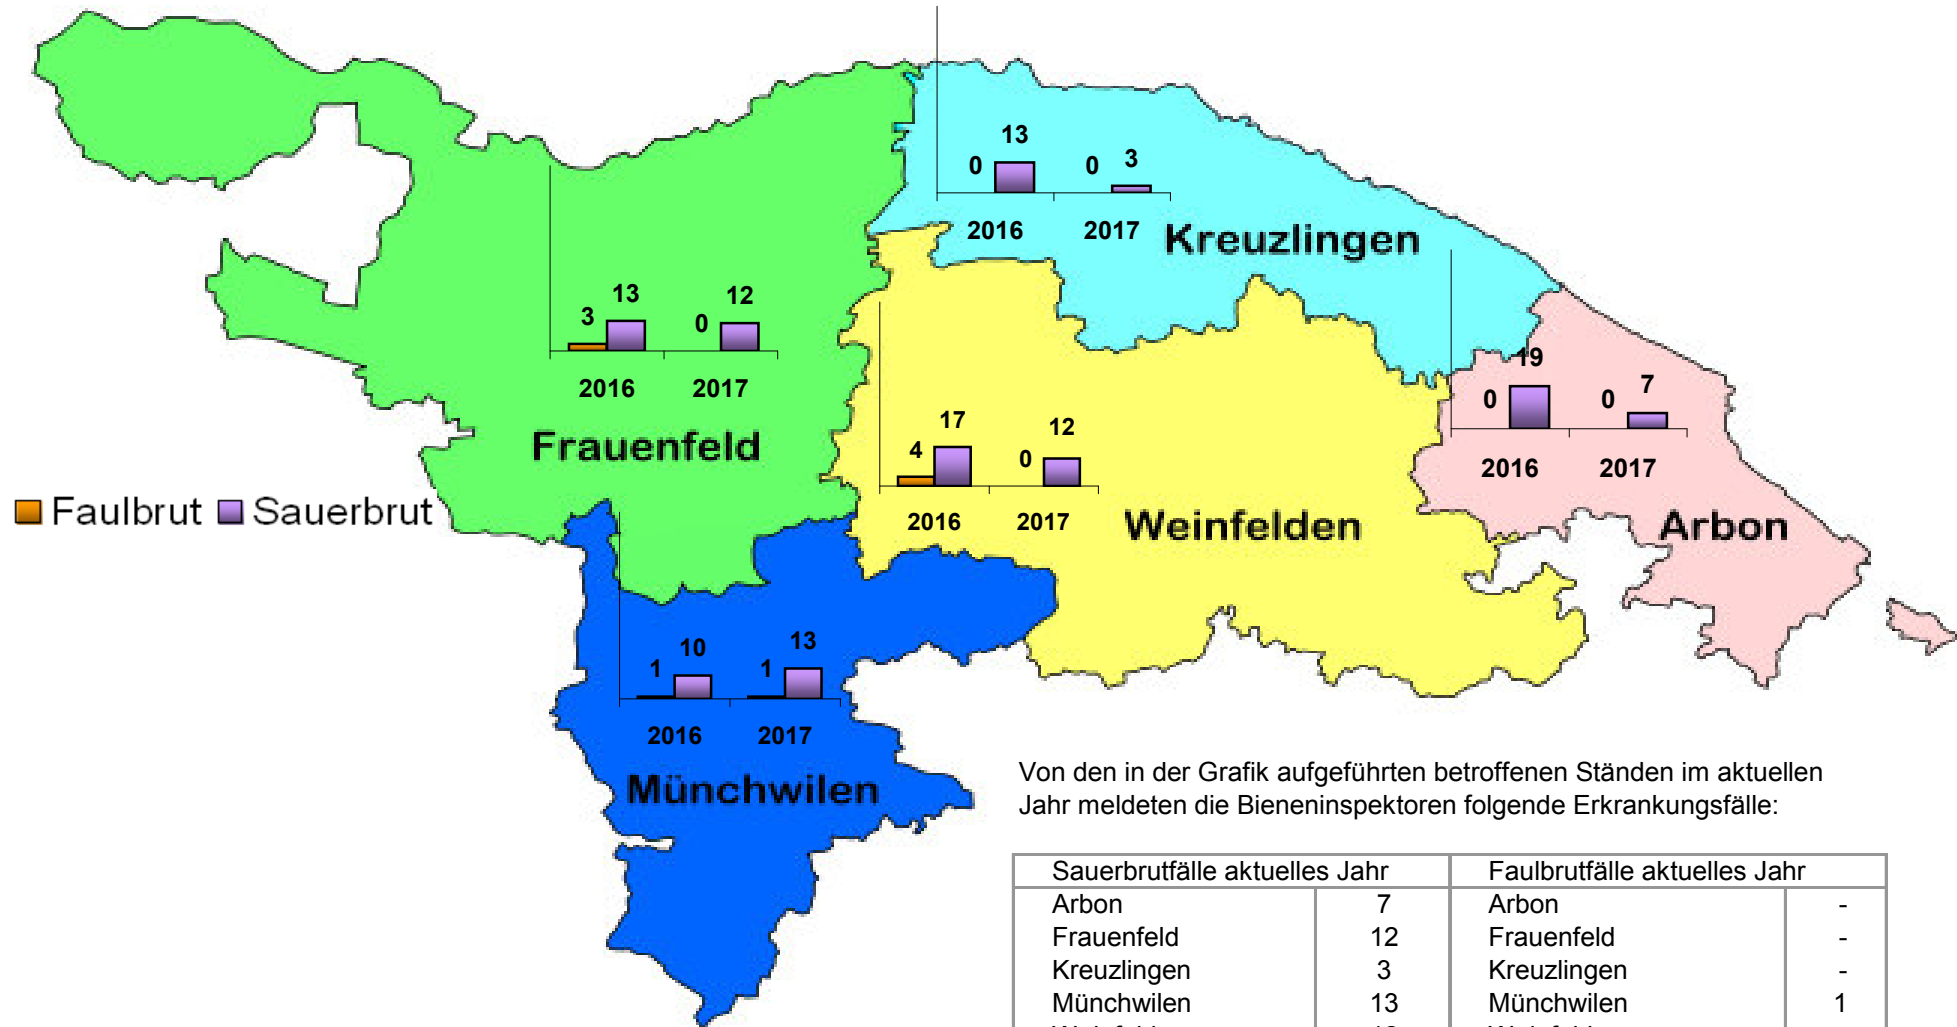 13
0
0
3
2016
2017
Kreuzlingen
3
13
0
12
2016
2017
Frauenfeld
19
0
0
7
2016
2017
Arbon
4
17
0
12
2016
2017
Weinfelden
Faulbrut Sauerbrut
1
10
1
13
2016
2017
Münchwilen
Von den in der Grafik aufgeführten betroffenen Ständen im aktuellen
Jahr meldeten die Bieneninspektoren folgende Erkrankungsfälle:
Sauerbrutfälle aktuelles Jahr Faulbrutfälle aktuelles Jahr
Arbon 7 Arbon -
Frauenfeld 12 Frauenfeld -
Kreuzlingen 3 Kreuzlingen -
Münchwilen 13 Münchwilen 1